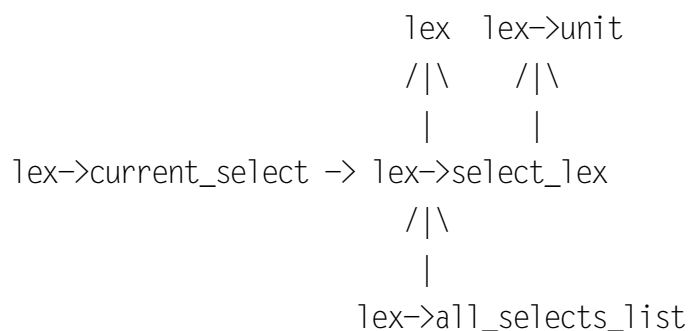 lex lex->unit
/|\ /|\
| |
lex->current_select -> lex->select_lex
/|\
|
lex->all_selects_list